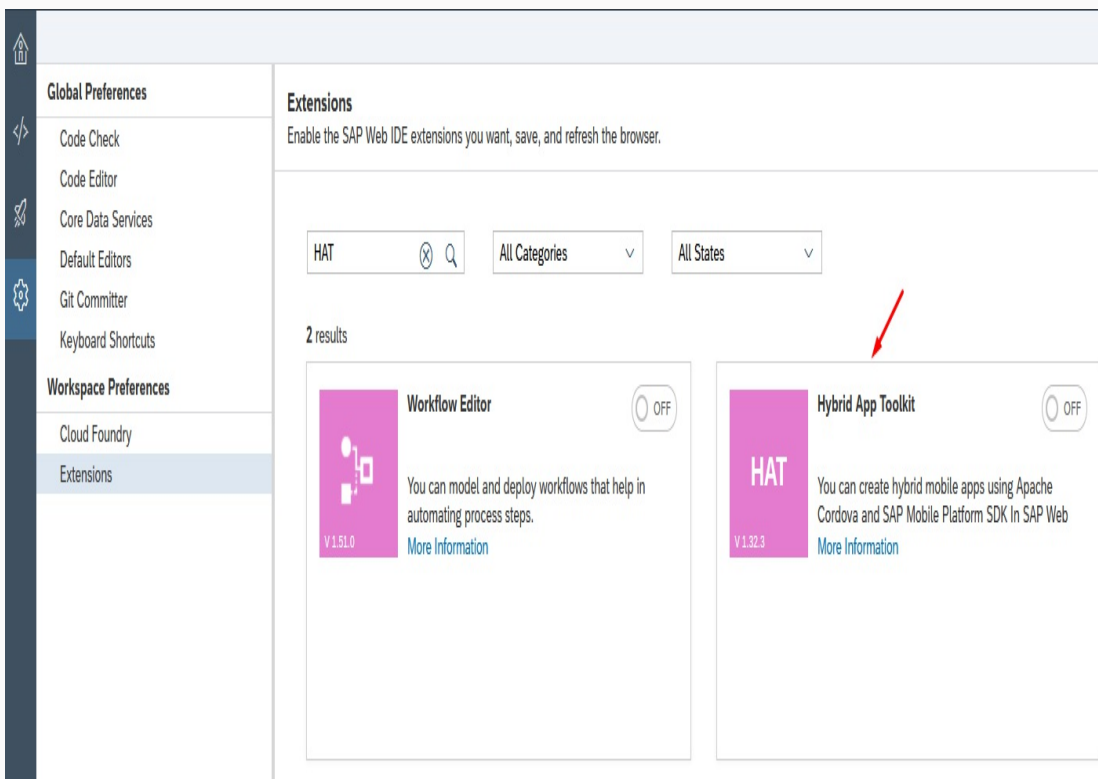 Global Preferences
Code Check
Code Editor
Core Data Services
Default Editors
Git Committer
Keyboard Shortcuts
Workspace Preferences
Cloud Foundry
Extensions
Extensions
Enable the SAP Web IDE extensions you want, save, and refresh the browser.
HAT
All Categories
All States
2 results
Workflow Editor
OFF
You can model and deploy workflows that help in
automating process steps.
More Information
V 1.51.0
Hybrid App Toolkit
OFF
HAT
You can create hybrid mobile apps using Apache
Cordova and SAP Mobile Platform SDK In SAP Web
More Information
V 1.32.3